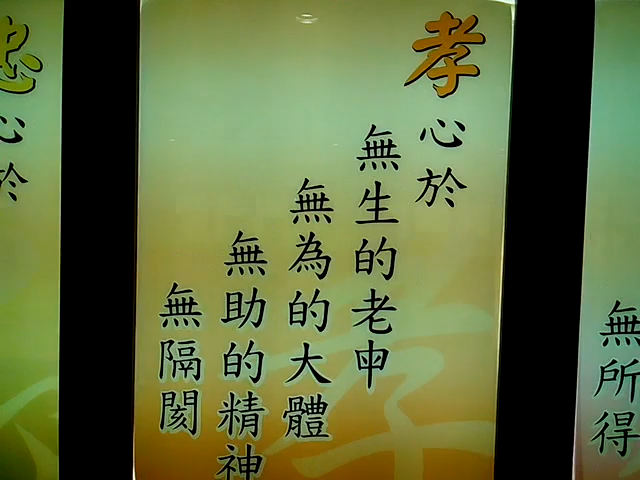 無所得
孝心於
無生的老申
無為的大體
無助的精神
無隔閡
忠心於